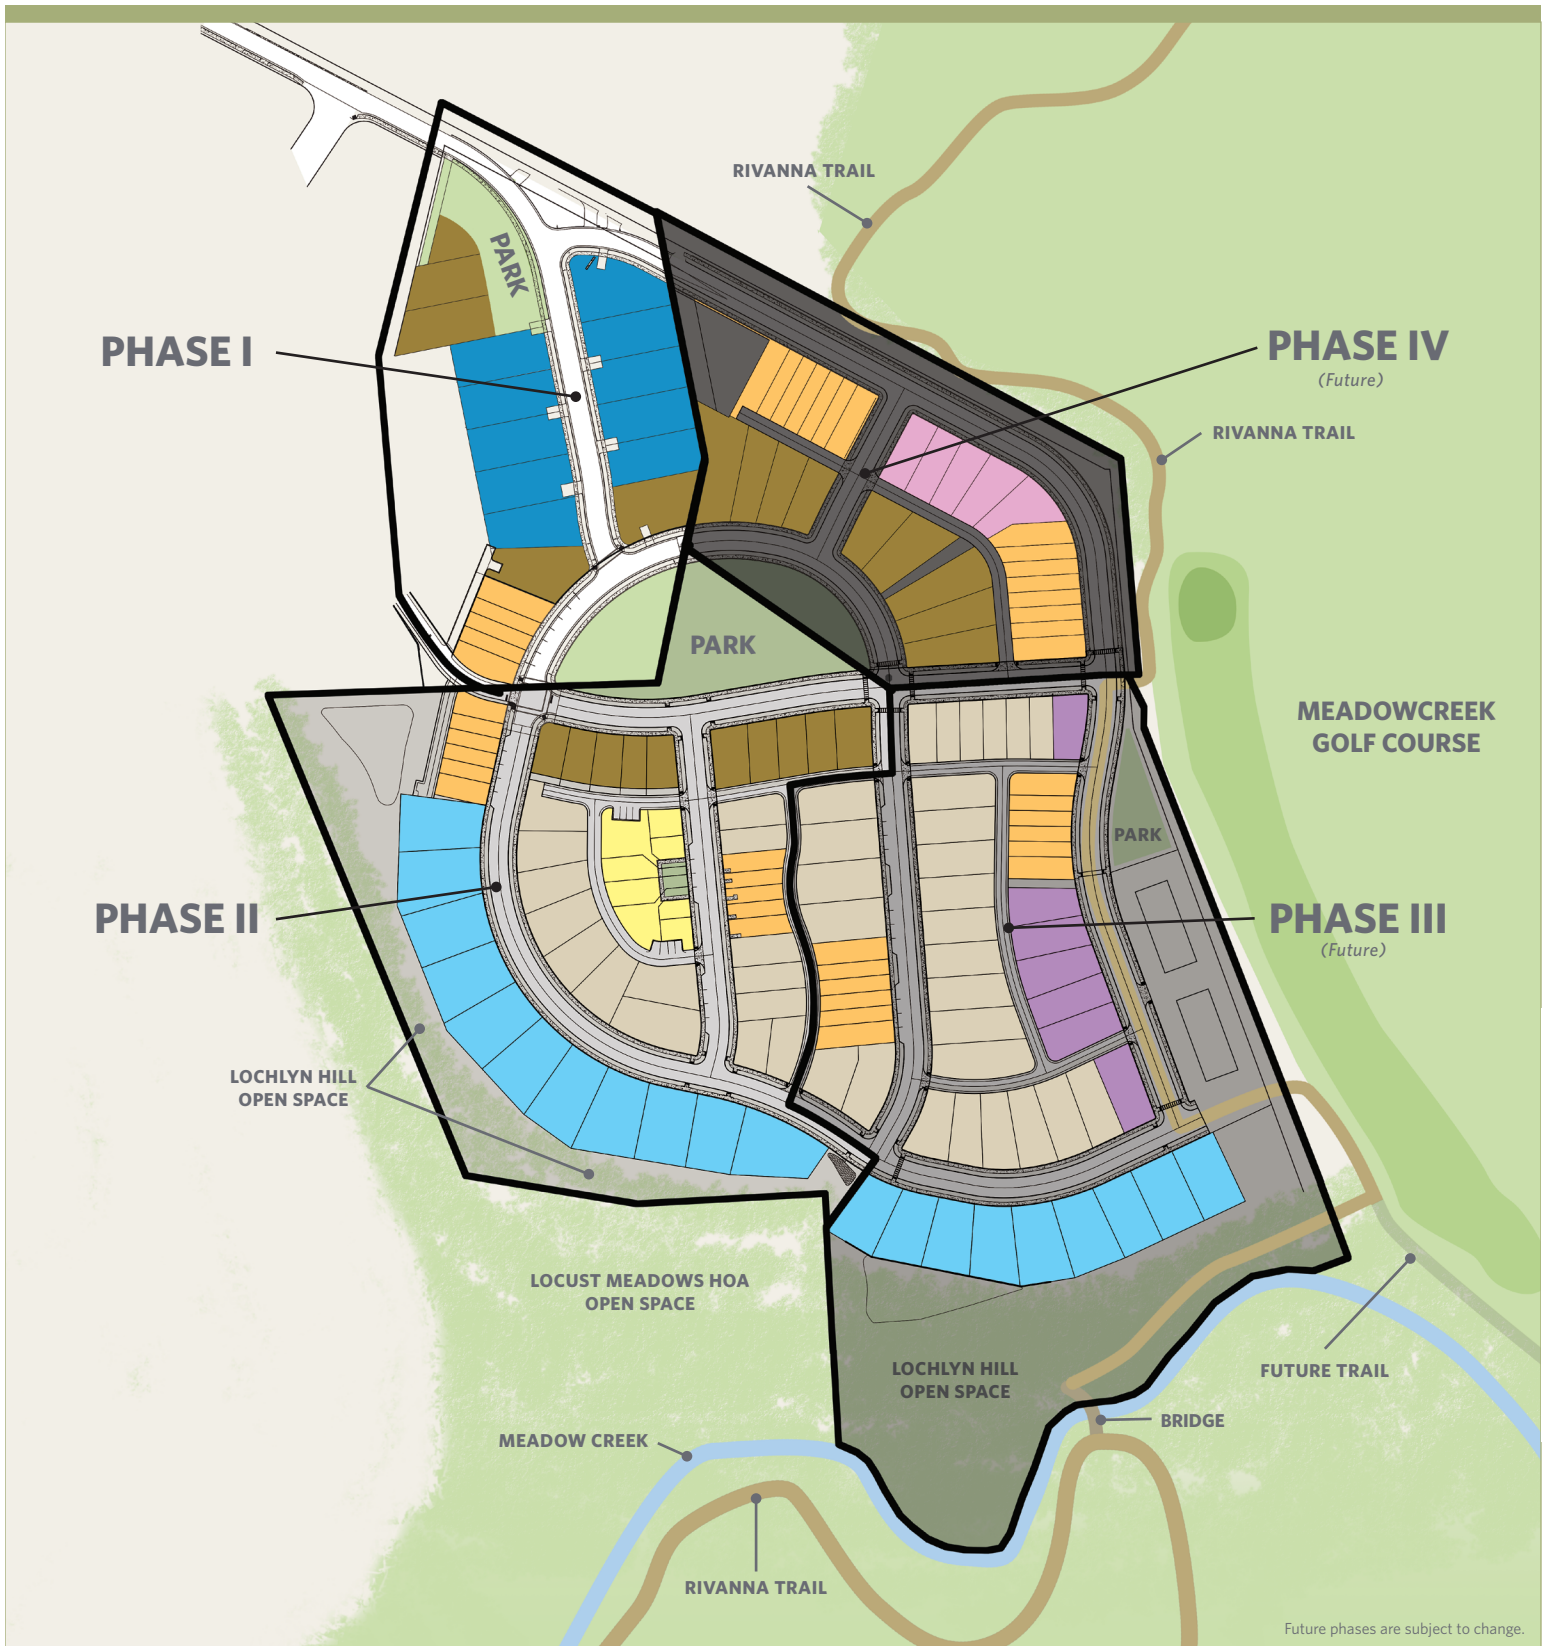 RIVANNA TRAIL
PARK
PHASE I
PHASE IV
(Future)
RIVANNA TRAIL
PARK
MEADOWCREEK
GOLF COURSE
PARK
PHASE II
PHASE III
(Future)
LOCHLYN HILL
OPEN SPACE
LOCUST MEADOWS HOA
OPEN SPACE
LOCHLYN HILL
OPEN SPACE
FUTURE TRAIL
BRIDGE
MEADOW CREEK
RIVANNA TRAIL
Future phases are subject to change.